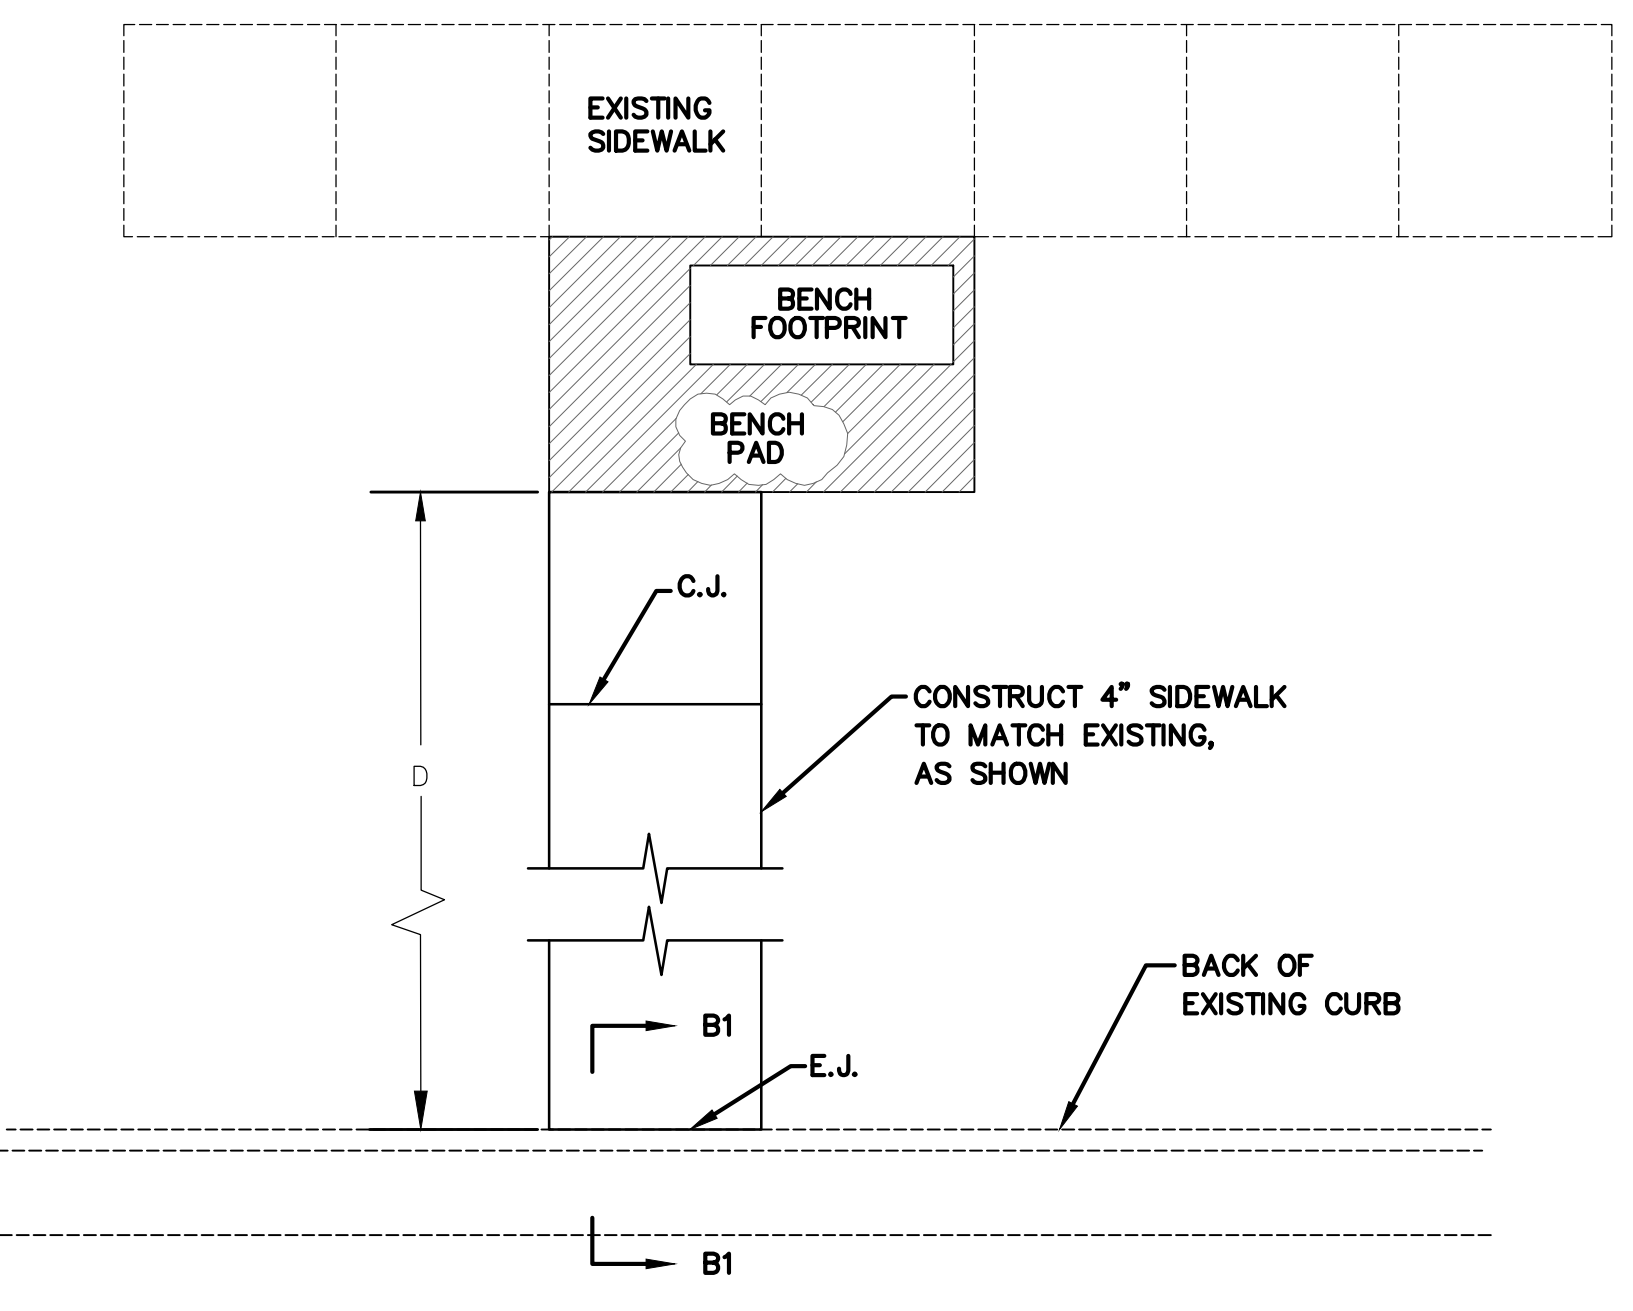 EXISTING
SIDEWALK
BENCH
FOOTPRINT
BENCH
PAD
C.J.
CONSTRUCT 4" SIDEWALK
TO MATCH EXISTING,
AS SHOWN
D
BACK OF
EXISTING CURB
B1
E.J.
B1